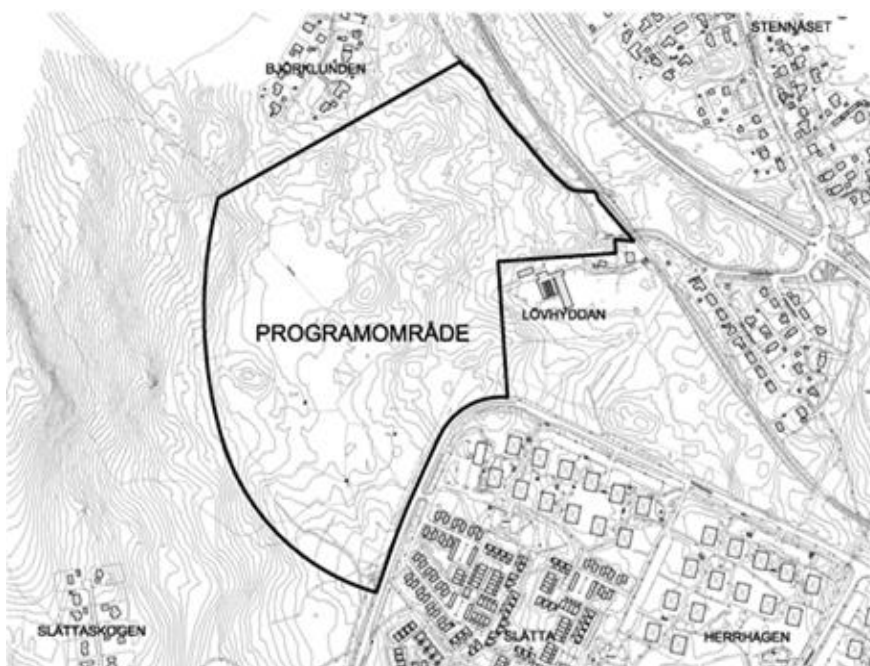 STENNÄSET
BJÖRKLUNDEN
LÖVHYDDAN
PROGRAMOMRÅDE
SLÄTTASKOGEN
SLÄTTA
HERRHAGEN